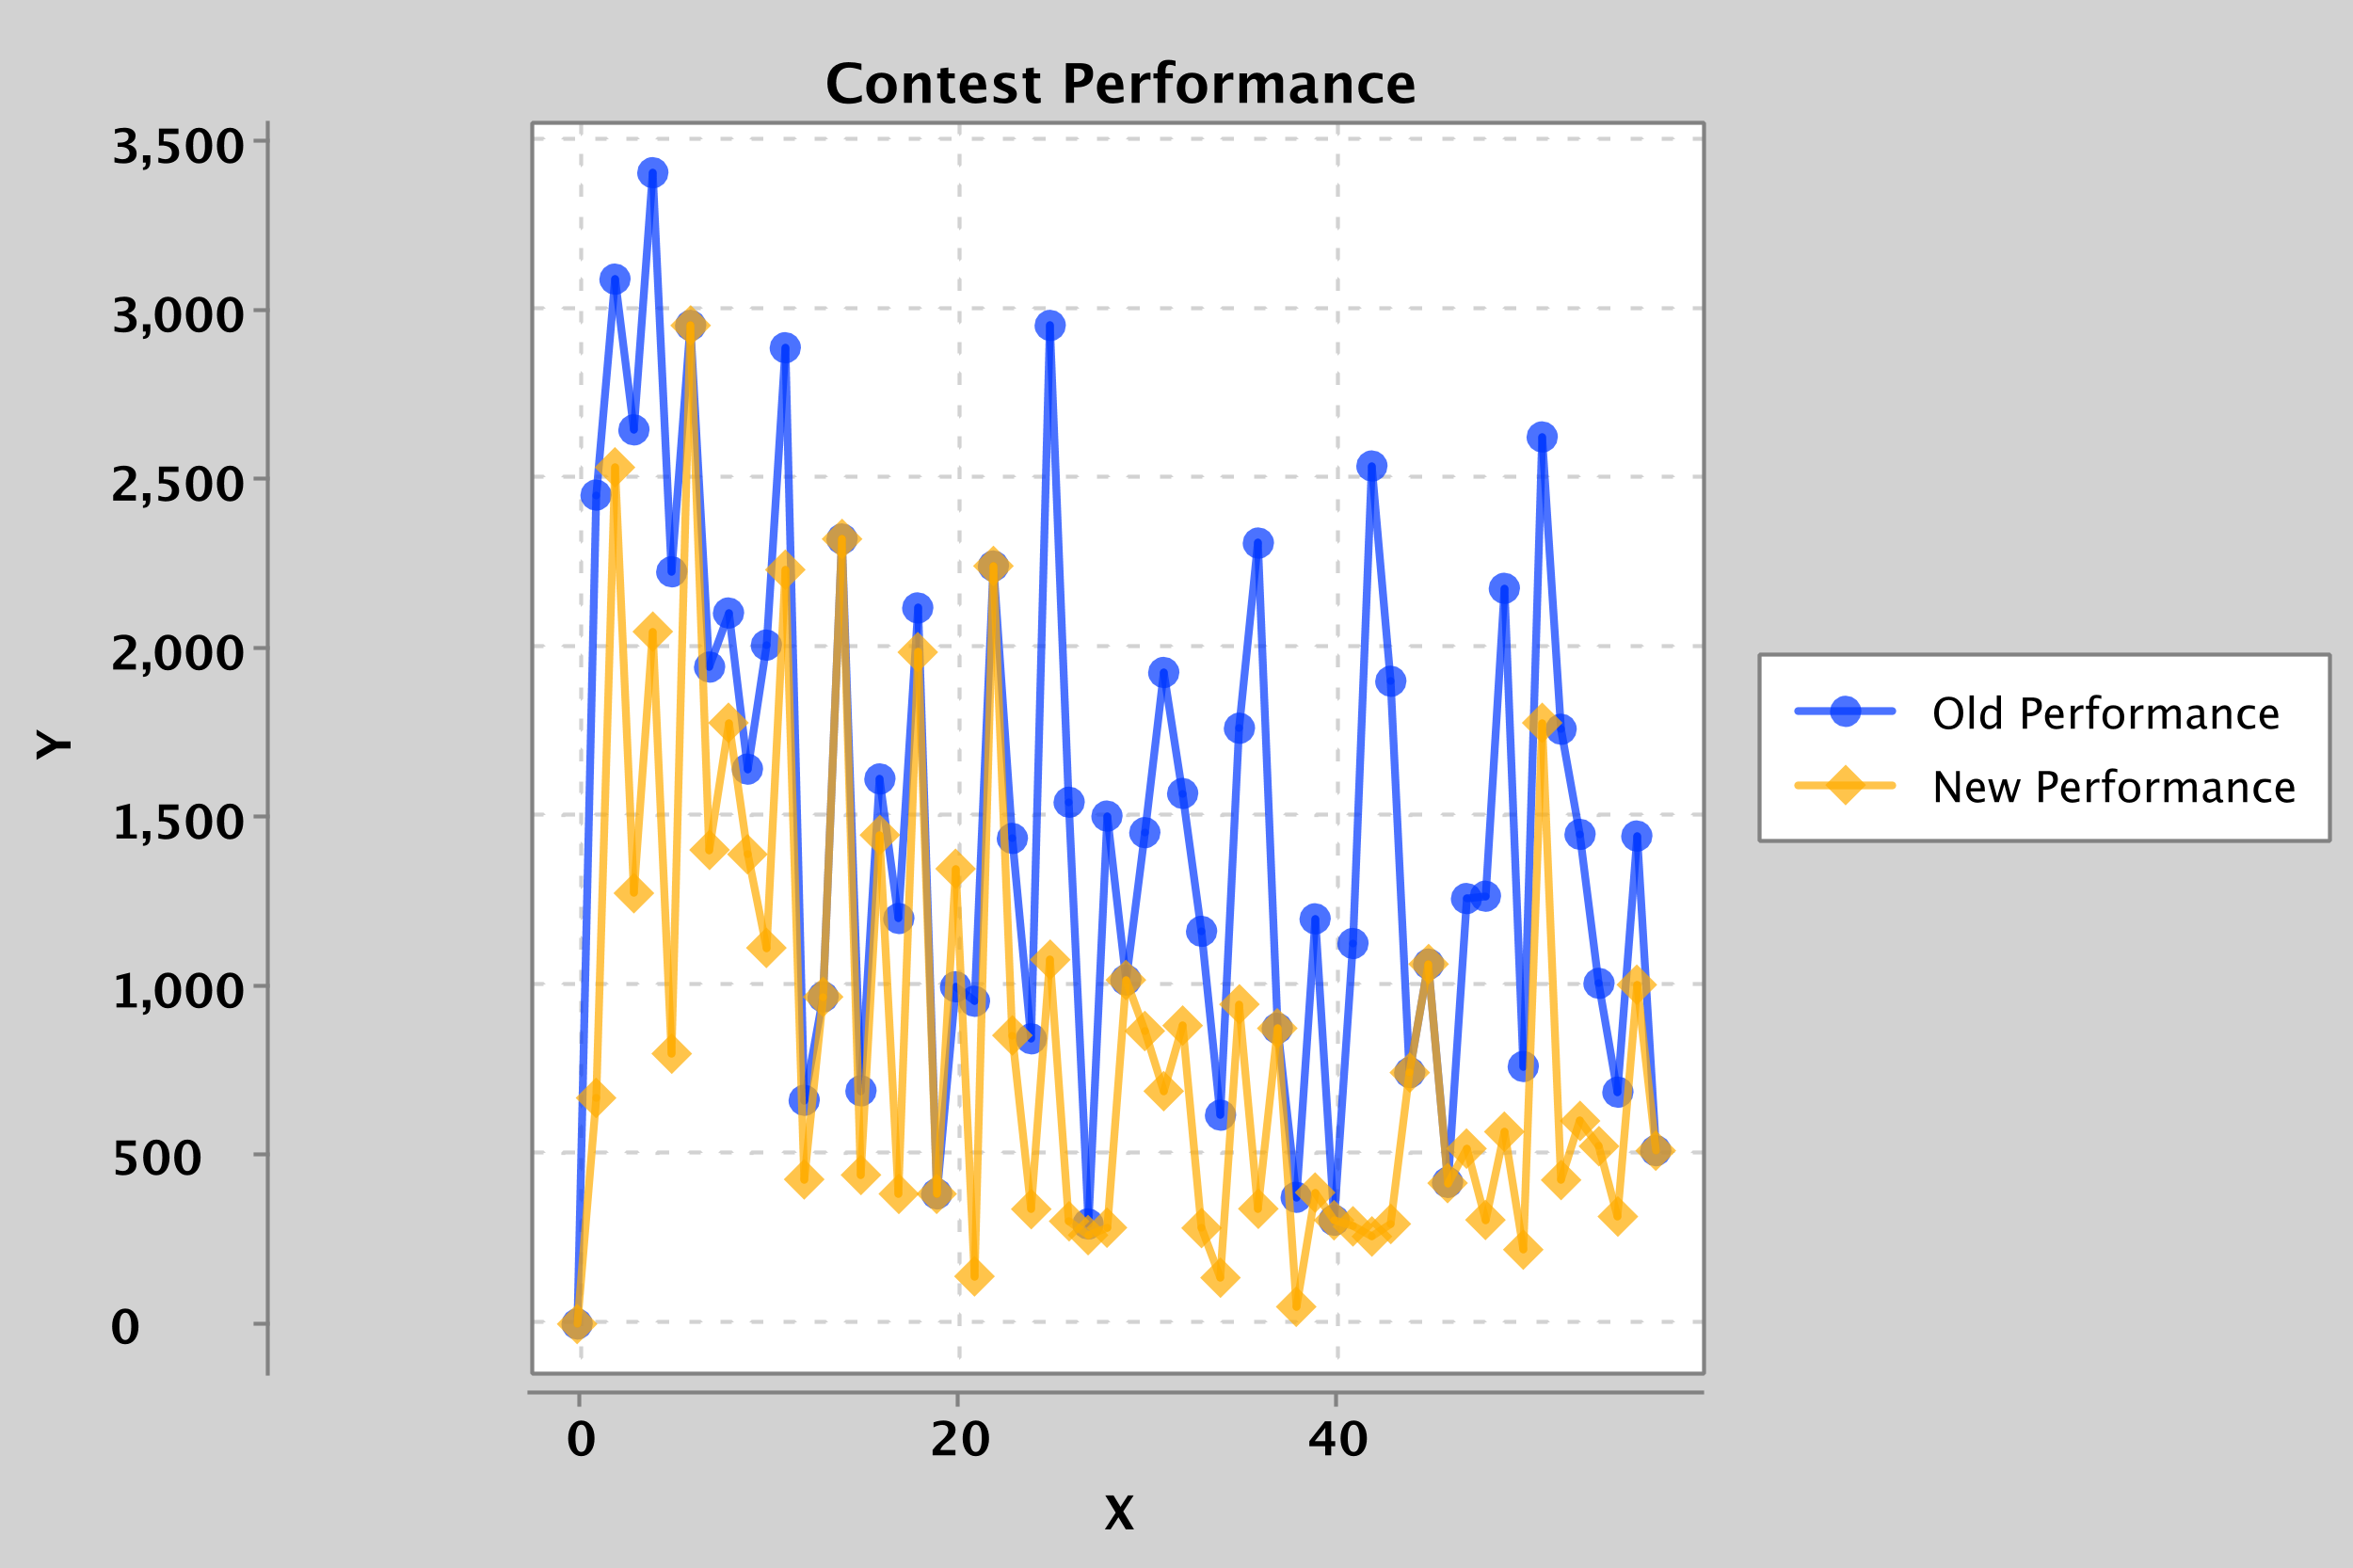 Contest Performance
3,500
3,000
2,500
2,000
1,500
1,000
500
0
Y
0 20 40
X
Old Performance
New Performance